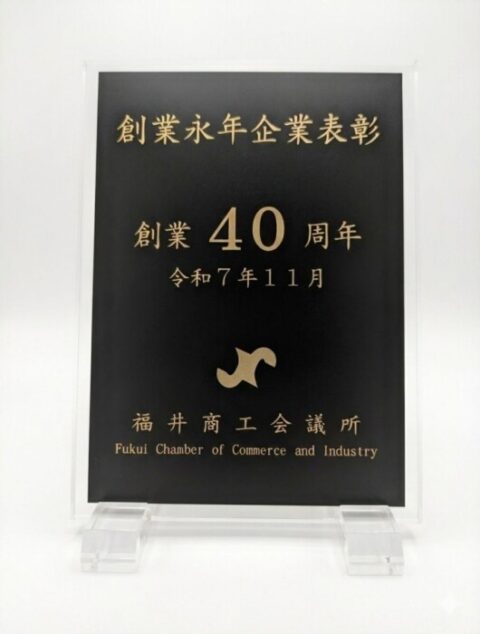 創業永年企業表彰
創業 40 周年
令和7年11月
福井商工会議所
Fukui Chamber of Commerce and Industry